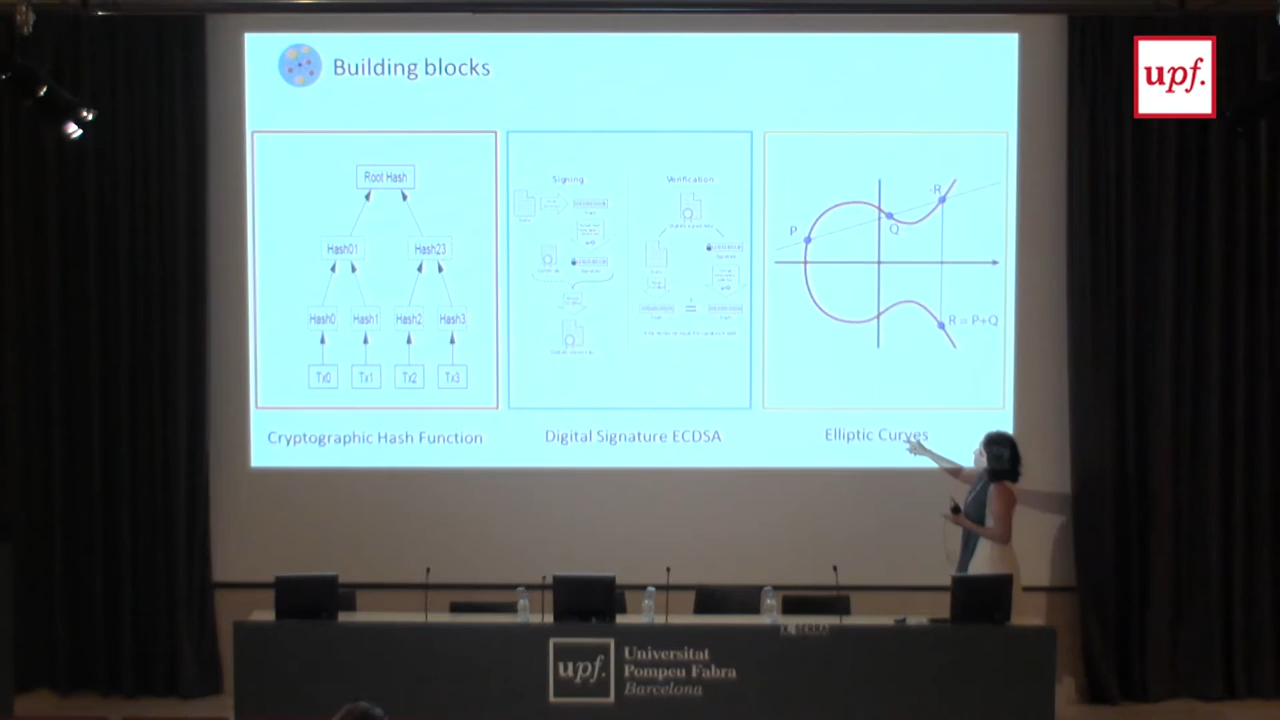 Building blocks
upf.
Root Hash
Hash01
Hash23
Hash0
Hash1
Hash2
Hash3
Tx0
Tx1
Tx2
Tx3
Cryptographic Hash Function
Signing
Verification
=
Digital Signature ECDSA
P
Q
-R
R = P+Q
Elliptic Curves
SERRA
upf.
Universitat
Pompeu Fabra
Barcelona